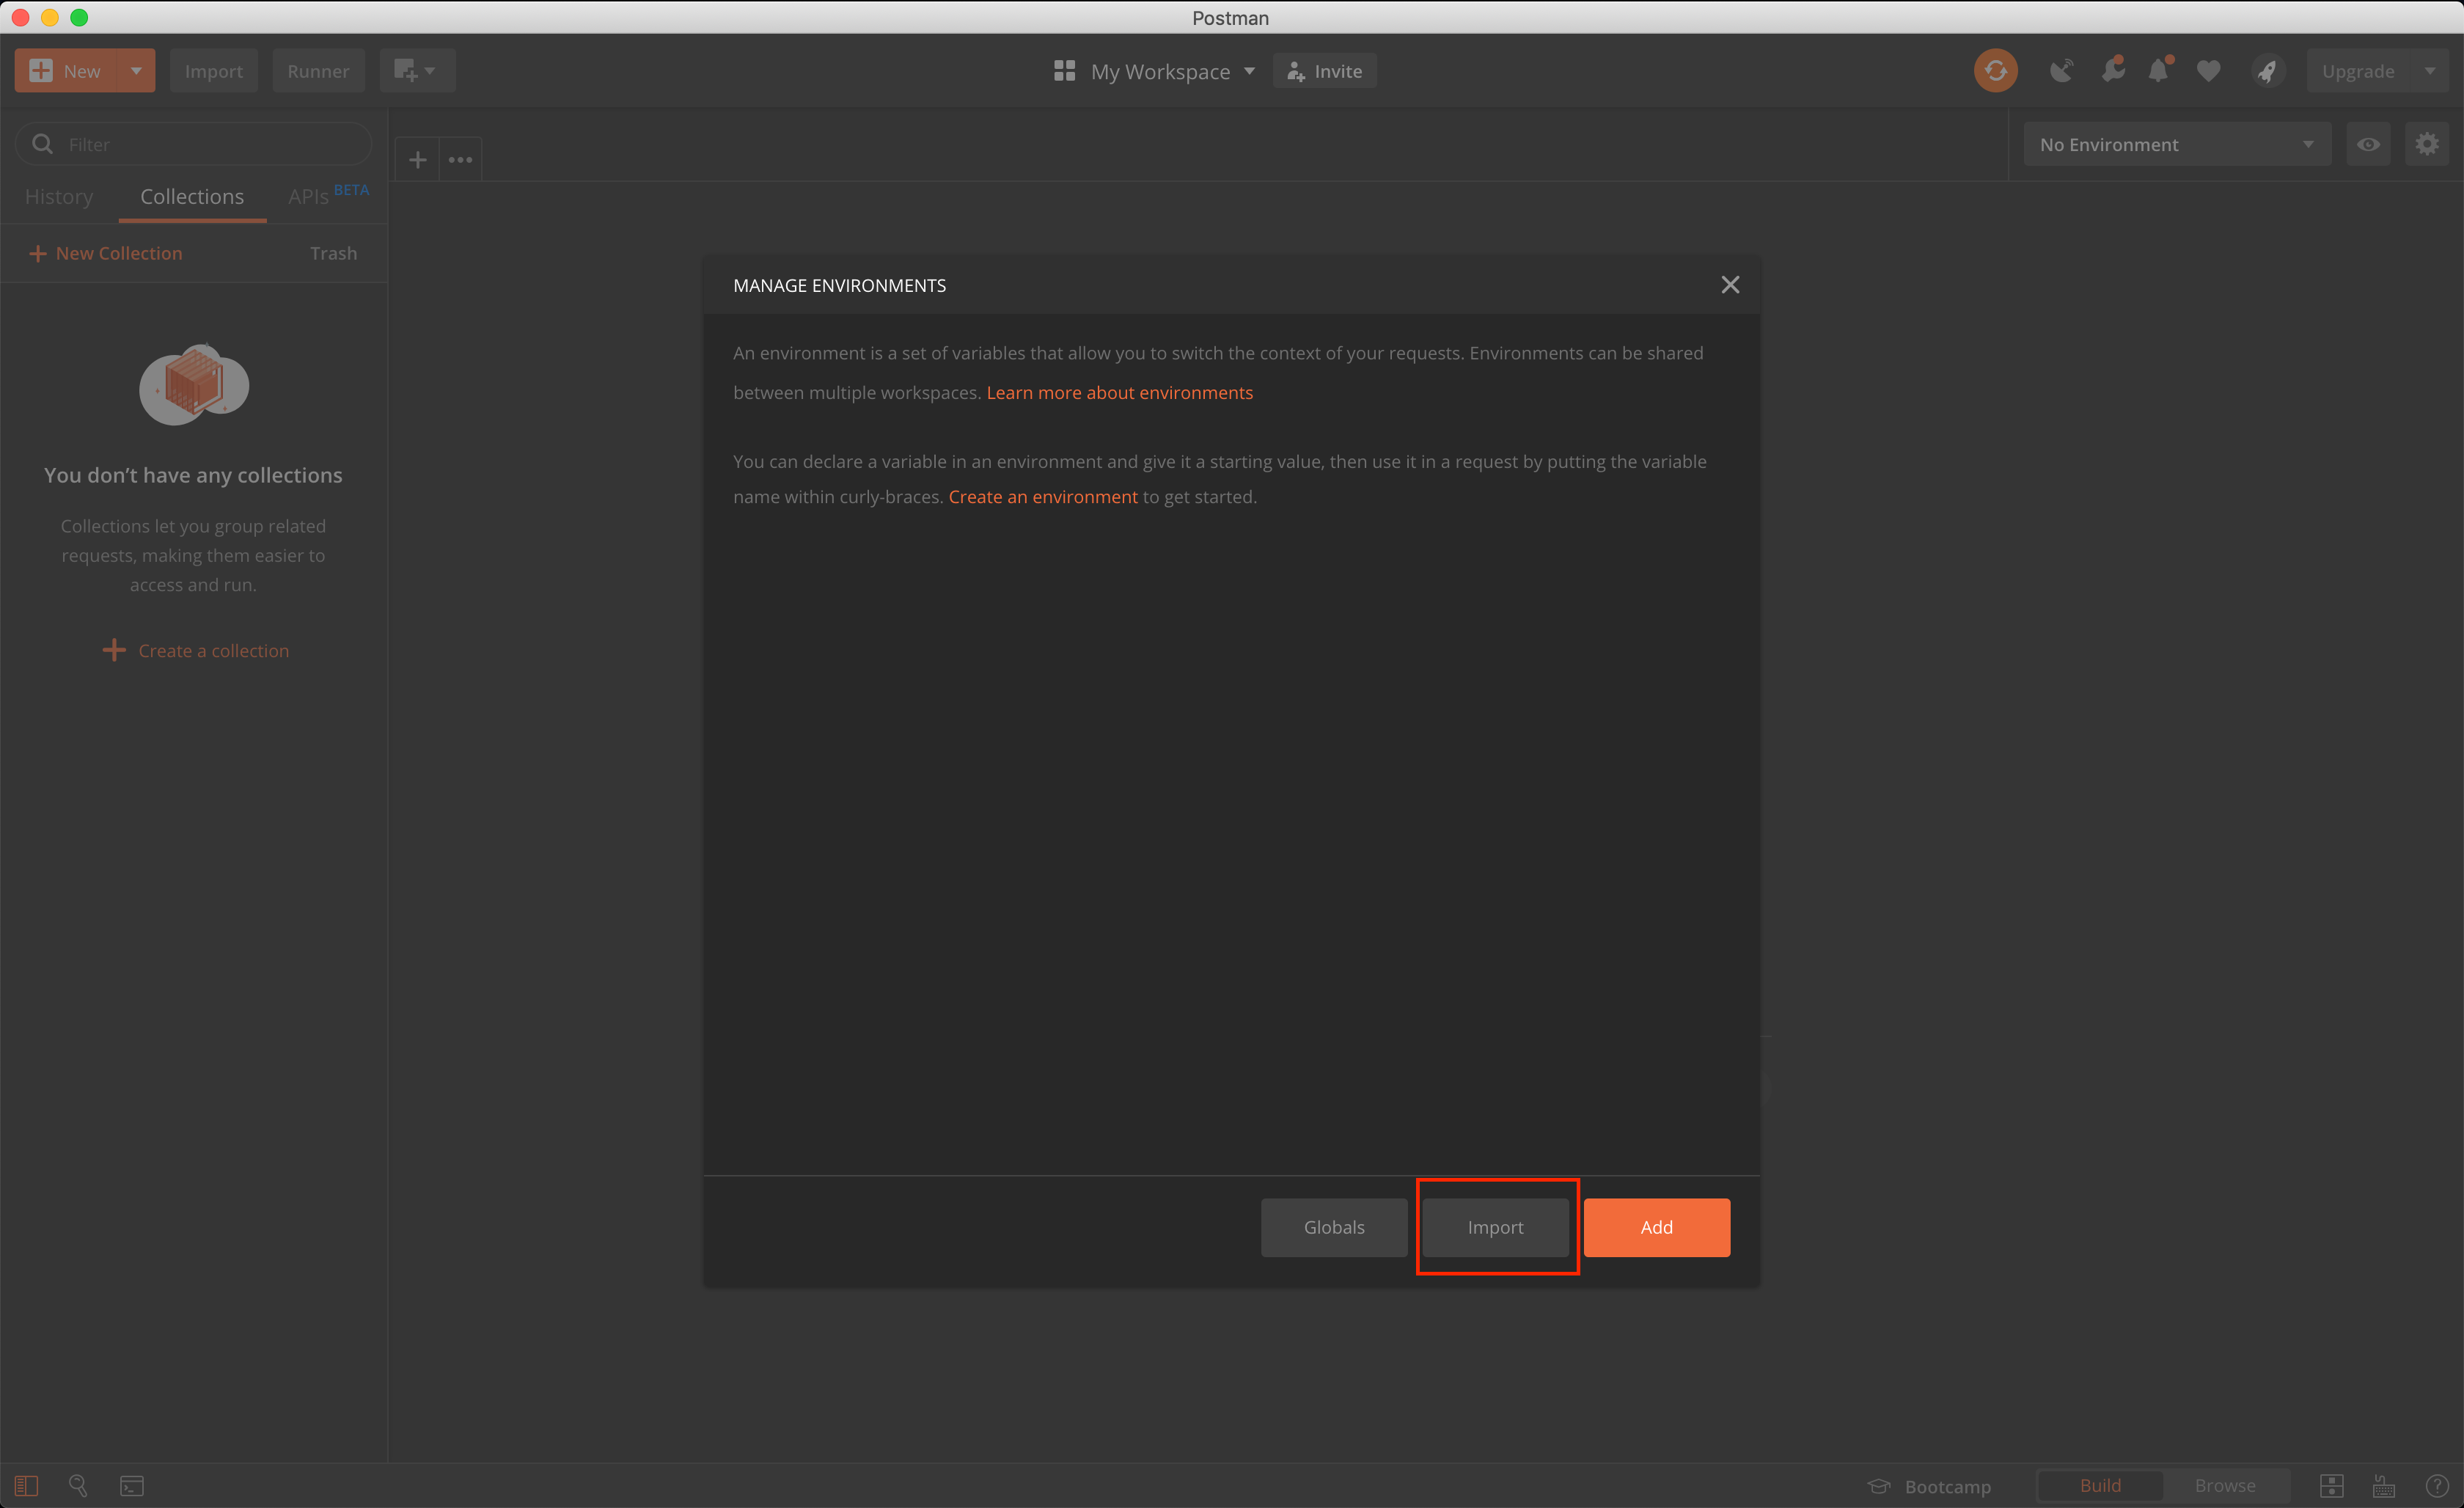 Postman
New
Import
Runner
My Workspace
Invite
Upgrade
Filter
No Environment
History
Collections
APIs BETA
New Collection
Trash
You don’t have any collections
Collections let you group related
requests, making them easier to
access and run.
Create a collection
MANAGE ENVIRONMENTS
An environment is a set of variables that allow you to switch the context of your requests. Environments can be shared
between multiple workspaces. Learn more about environments
You can declare a variable in an environment and give it a starting value, then use it in a request by putting the variable
name within curly-braces. Create an environment to get started.
Globals
Import
Add
Bootcamp
Build
Browse